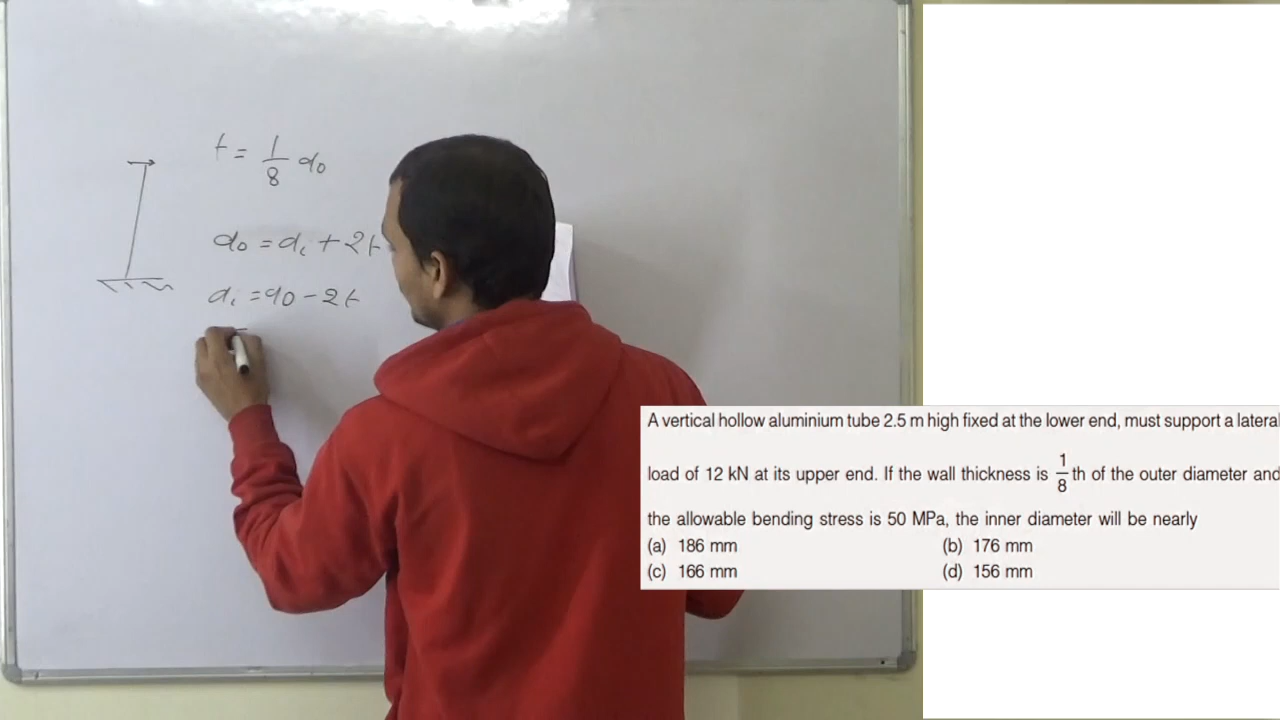 t = 1/8 d₀
d₀ = dᵢ + 2t
dᵢ = d₀ - 2t
A vertical hollow aluminium tube 2.5 m high fixed at the lower end, must support a lateral
load of 12 kN at its upper end. If the wall thickness is 1/8 th of the outer diameter and
the allowable bending stress is 50 MPa, the inner diameter will be nearly
(a) 186 mm (b) 176 mm
(c) 166 mm (d) 156 mm